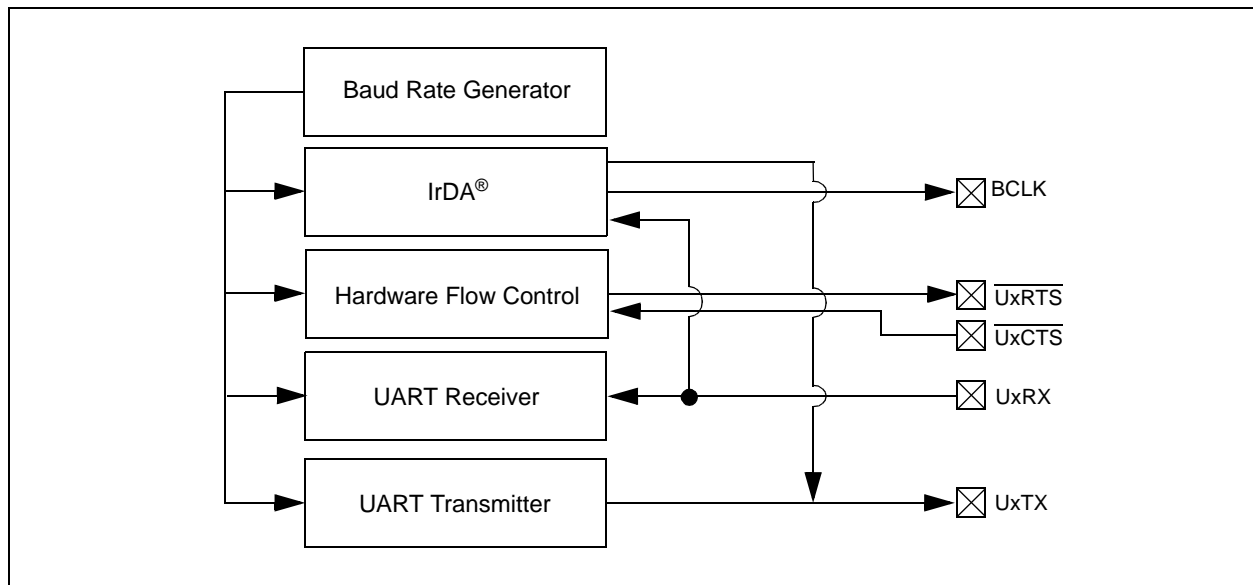 Baud Rate Generator
IrDA®
BCLK
Hardware Flow Control
UxRTS
UxCTS
UART Receiver
UxRX
UART Transmitter
UxTX